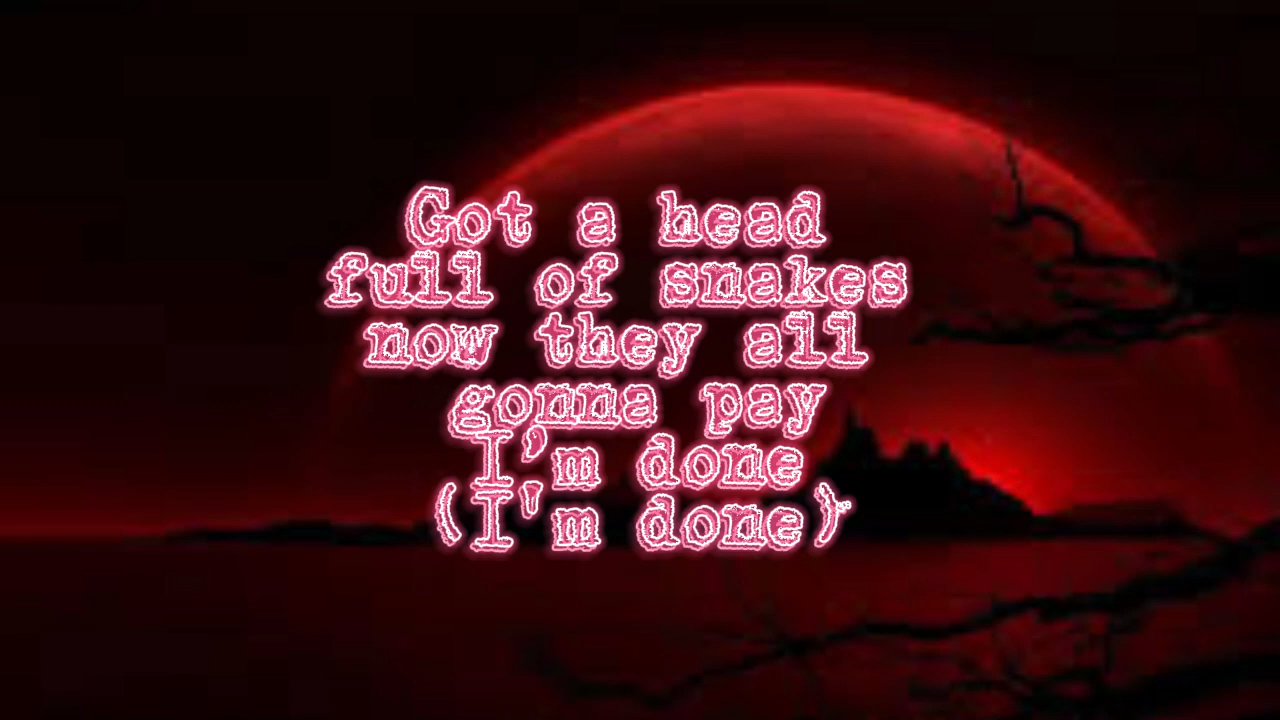 Got a head
full of snakes
now they all
gonna pay
I’m done
(I'm done)